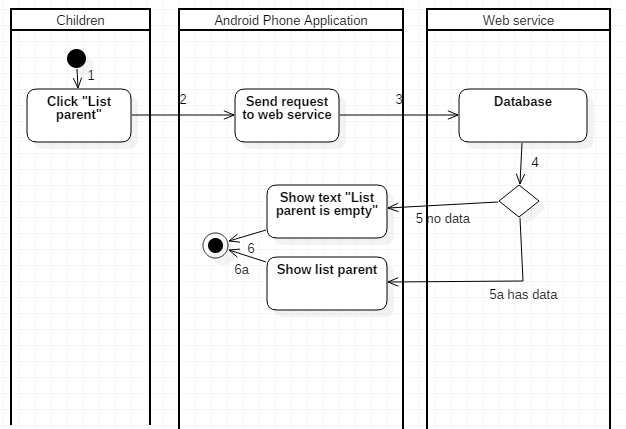 Children
Android Phone Application
Web service
1
Click "List
parent"
2
Send request
to web service
3
Database
4
Show text "List
parent is empty"
5 no data
6
6a
Show list parent
5a has data